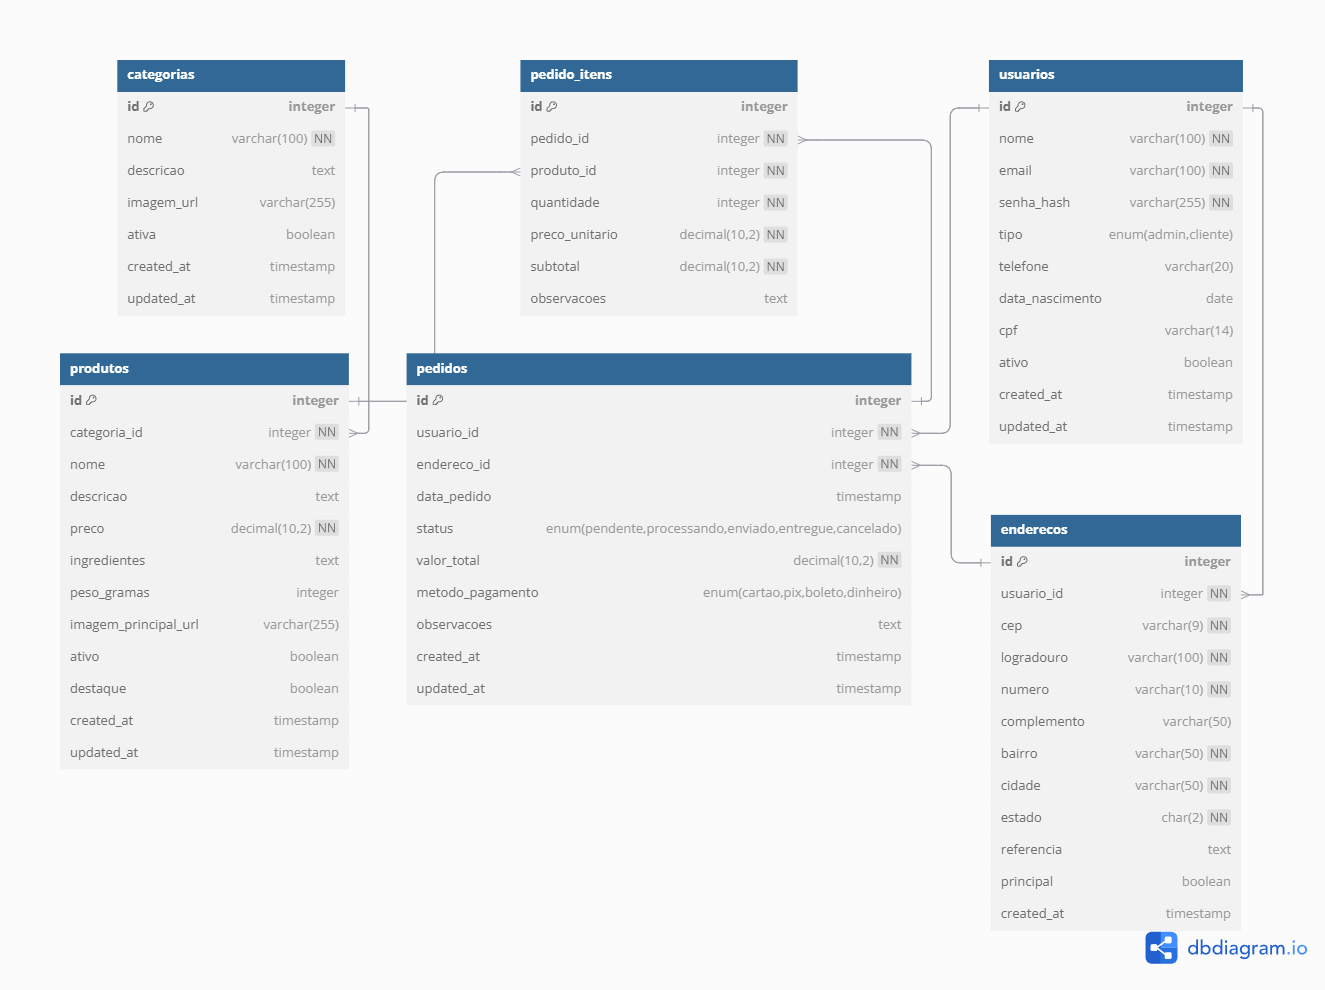 categorias
id integer
nome varchar(100) NN
descricao text
imagem_url varchar(255)
ativa boolean
created_at timestamp
updated_at timestamp
pedido_itens
id integer
pedido_id integer NN
produto_id integer NN
quantidade integer NN
preco_unitario decimal(10,2) NN
subtotal decimal(10,2) NN
observacoes text
usuarios
id integer
nome varchar(100) NN
email varchar(100) NN
senha_hash varchar(255) NN
tipo enum(admin,cliente)
telefone varchar(20)
data_nascimento date
cpf varchar(14)
ativo boolean
created_at timestamp
updated_at timestamp
produtos
id integer
categoria_id integer NN
nome varchar(100) NN
descricao text
preco decimal(10,2) NN
ingredientes text
peso_gramas integer
imagem_principal_url varchar(255)
ativo boolean
destaque boolean
created_at timestamp
updated_at timestamp
pedidos
id integer
usuario_id integer NN
endereco_id integer NN
data_pedido timestamp
status enum(pendente,processando,enviado,entregue,cancelado)
valor_total decimal(10,2) NN
metodo_pagamento enum(cartao,pix,boleto,dinheiro)
observacoes text
created_at timestamp
updated_at timestamp
enderecos
id integer
usuario_id integer NN
cep varchar(9) NN
logradouro varchar(100) NN
numero varchar(10) NN
complemento varchar(50)
bairro varchar(50) NN
cidade varchar(50) NN
estado char(2) NN
referencia text
principal boolean
created_at timestamp
dbdiagram.io